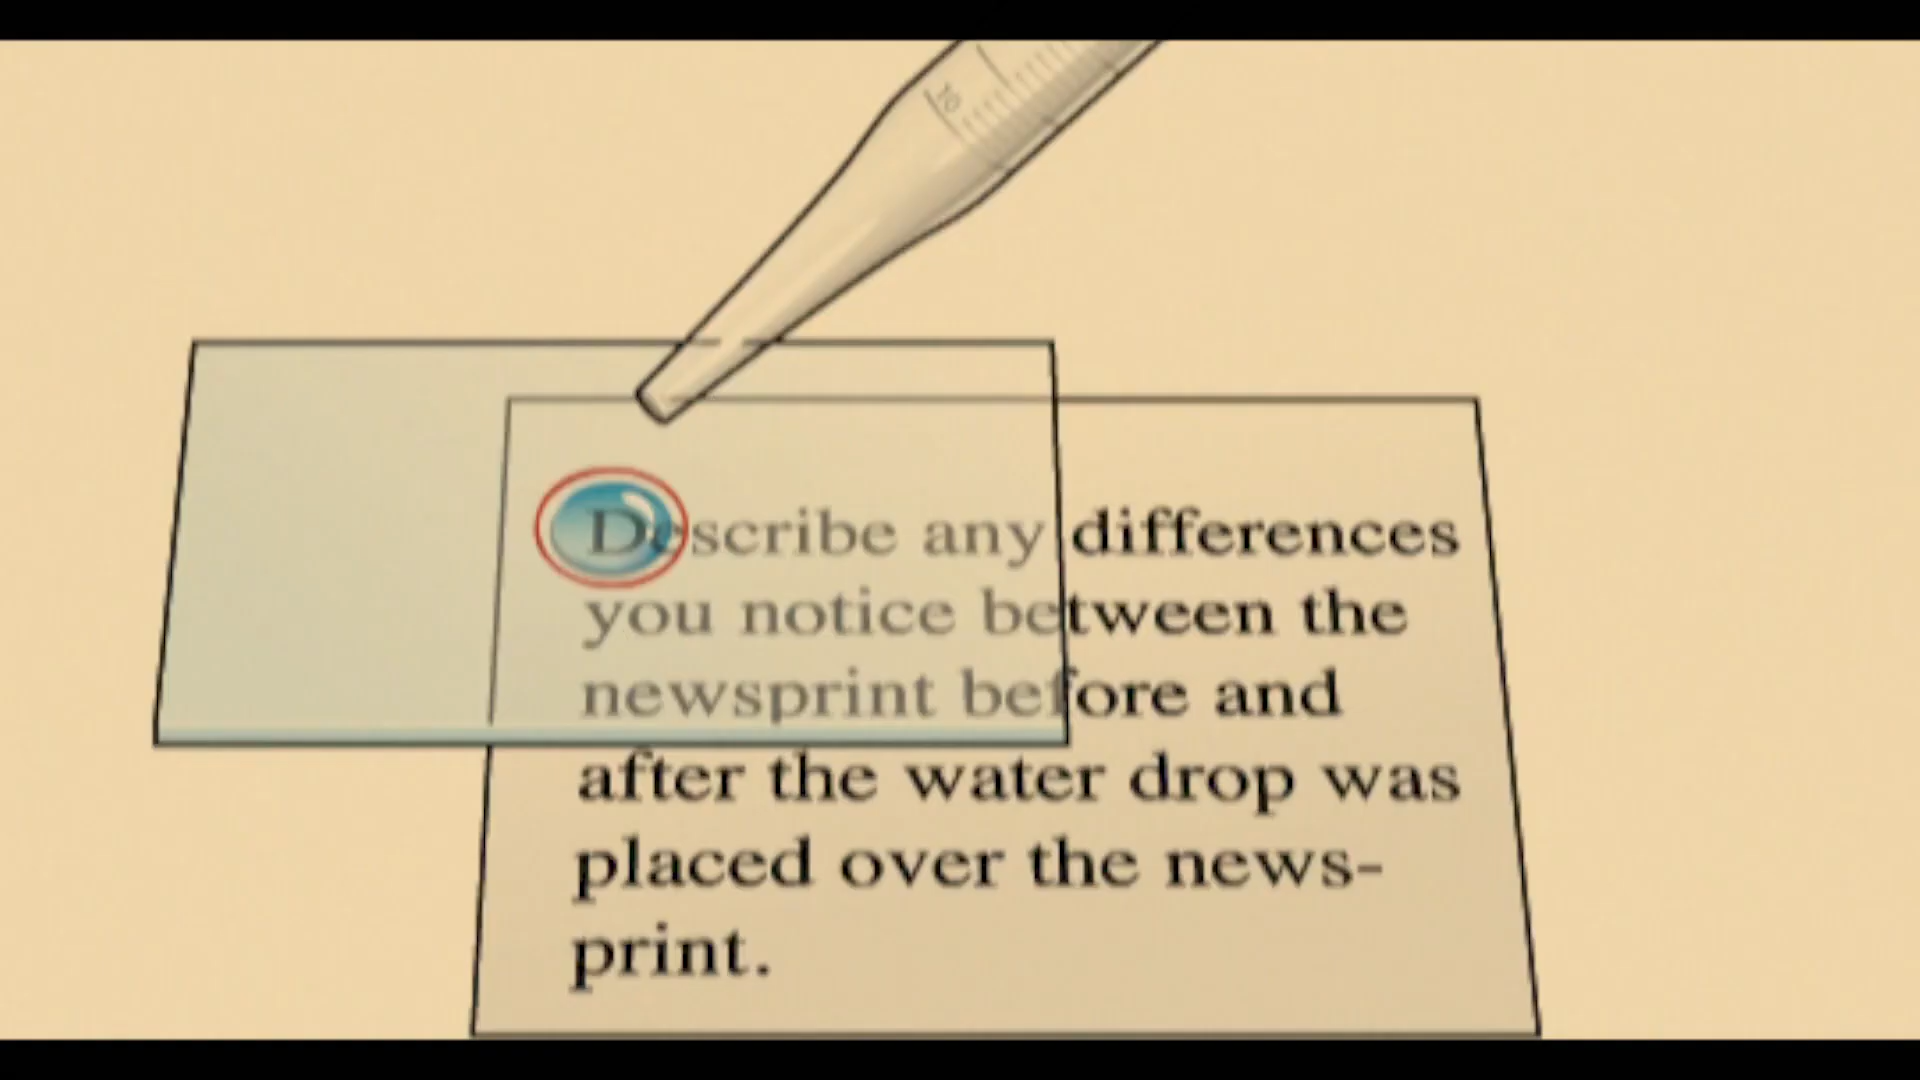 10
Describe any differences
you notice between the
newsprint before and
after the water drop was
placed over the news-
print.